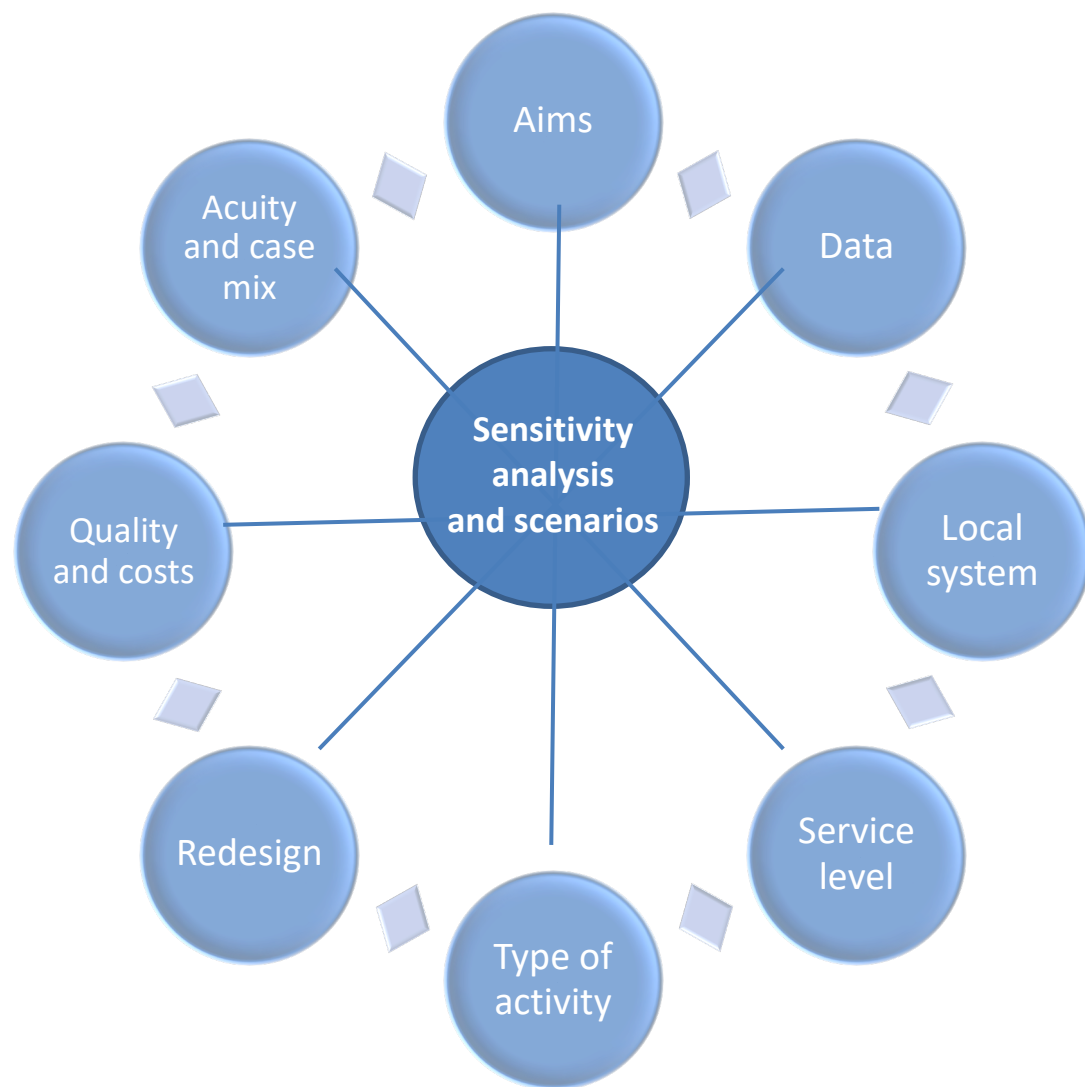 Aims
Data
Local
system
Service
level
Type of
activity
Redesign
Quality
and costs
Acuity
and case
mix
Sensitivity
analysis
and scenarios